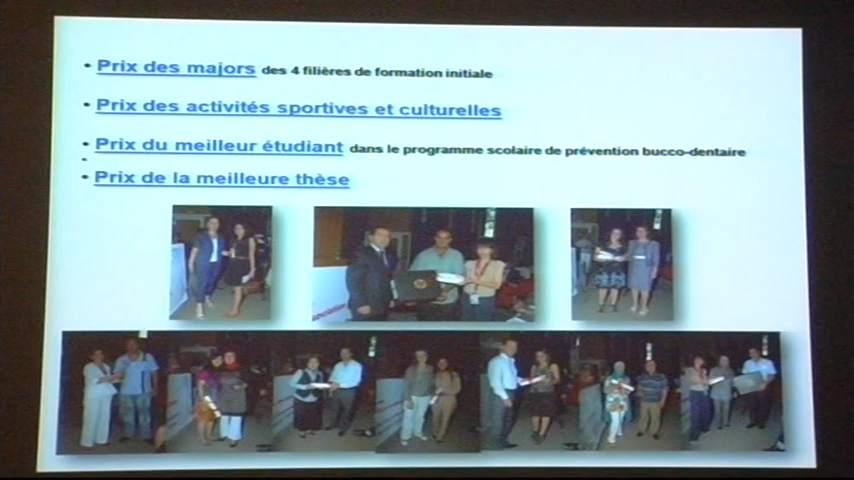 • Prix des majors des 4 filières de formation initiale
• Prix des activités sportives et culturelles
• Prix du meilleur étudiant dans le programme scolaire de prévention bucco-dentaire
•
• Prix de la meilleure thèse
sociation